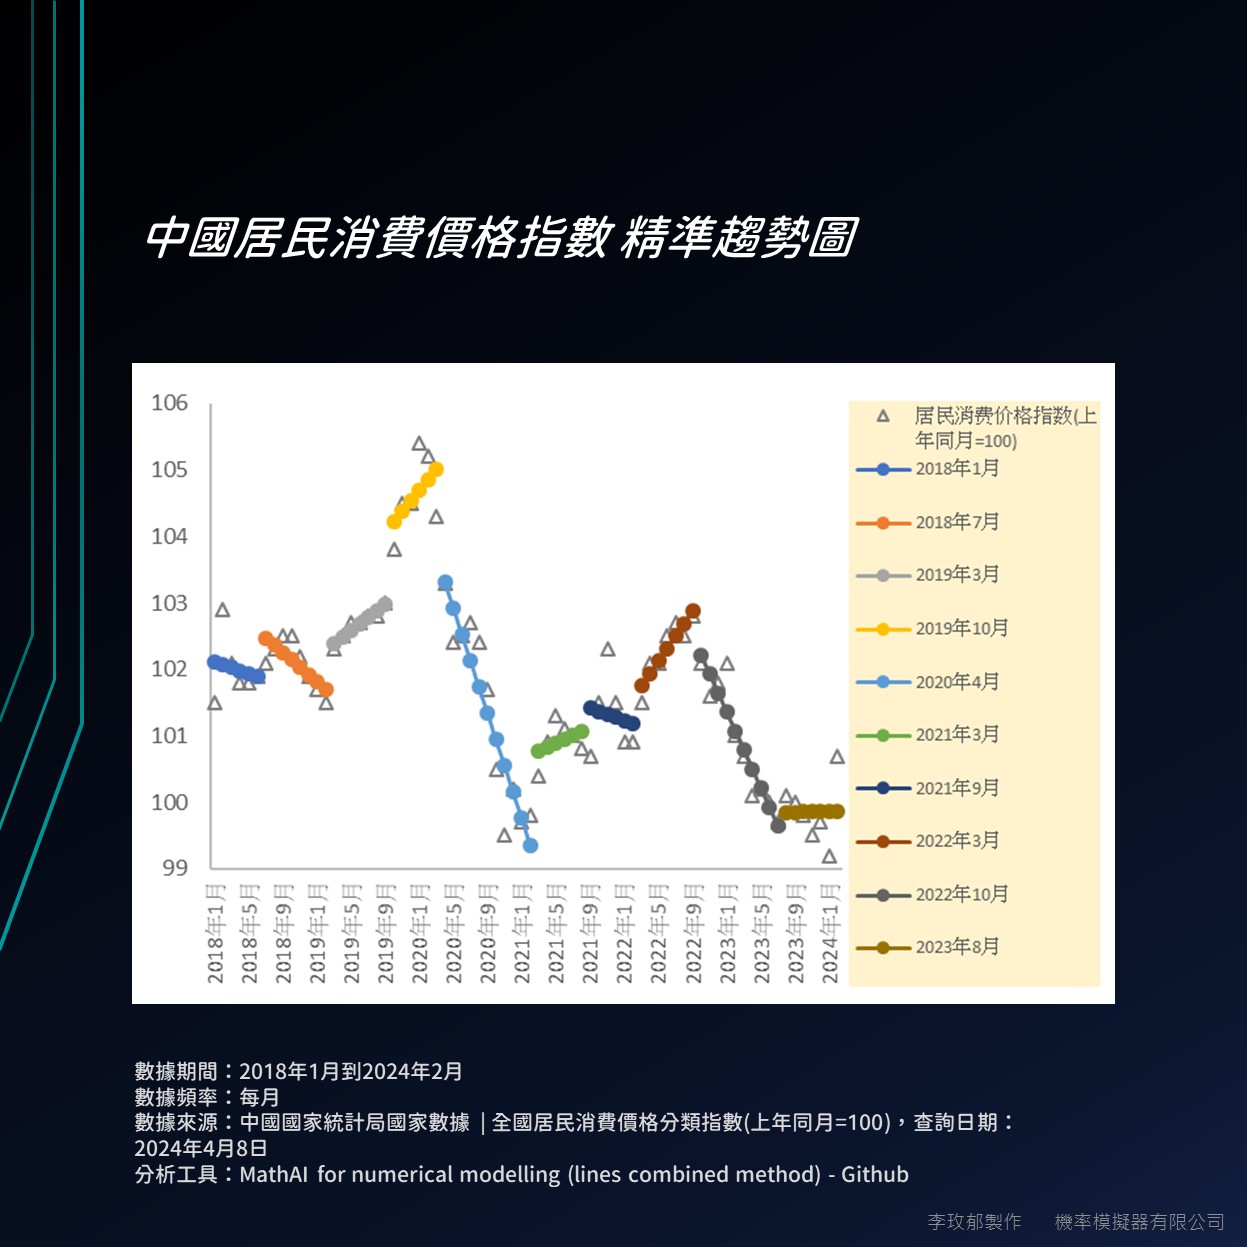 中國居民消費價格指數 精準趨勢圖
106
105
104
103
102
101
100
99
2018年1月
2018年5月
2018年9月
2019年1月
2019年5月
2019年9月
2020年1月
2020年5月
2020年9月
2021年1月
2021年5月
2021年9月
2022年1月
2022年5月
2022年9月
2023年1月
2023年5月
2023年9月
2024年1月
居民消费价格指数(上
年同月=100)
2018年1月
2018年7月
2019年3月
2019年10月
2020年4月
2021年3月
2021年9月
2022年3月
2022年10月
2023年8月
數據期間：2018年1月到2024年2月
數據頻率：每月
數據來源：中國國家統計局國家數據 | 全國居民消費價格分類指數(上年同月=100)，查詢日期：
2024年4月8日
分析工具：MathAI for numerical modelling (lines combined method) - Github
李玫郁製作 機率模擬器有限公司